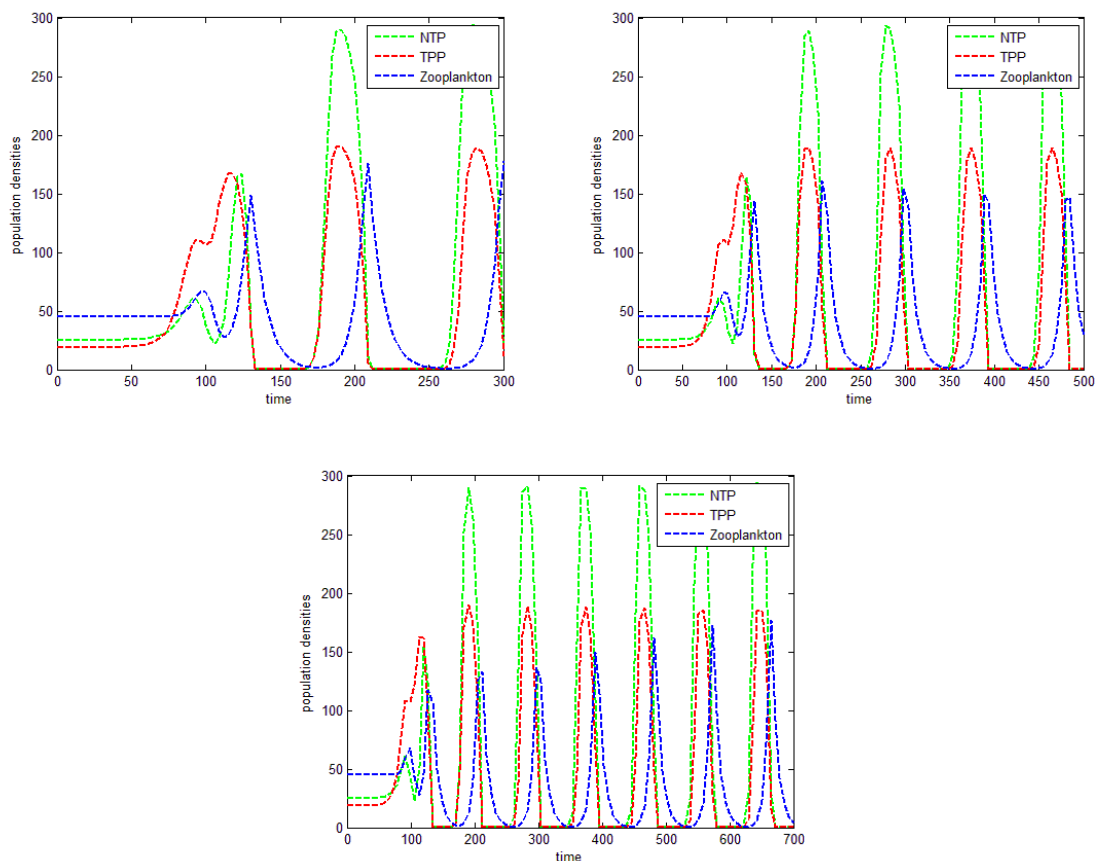 300
250
200
150
100
50
0
population densities
NTP
TPP
Zooplankton
0 50 100 150 200 250 300
time
300
250
200
150
100
50
0
population densities
NTP
TPP
Zooplankton
0 50 100 150 200 250 300 350 400 450 500
time
300
250
200
150
100
50
0
population densities
NTP
TPP
Zooplankton
0 100 200 300 400 500 600 700
time